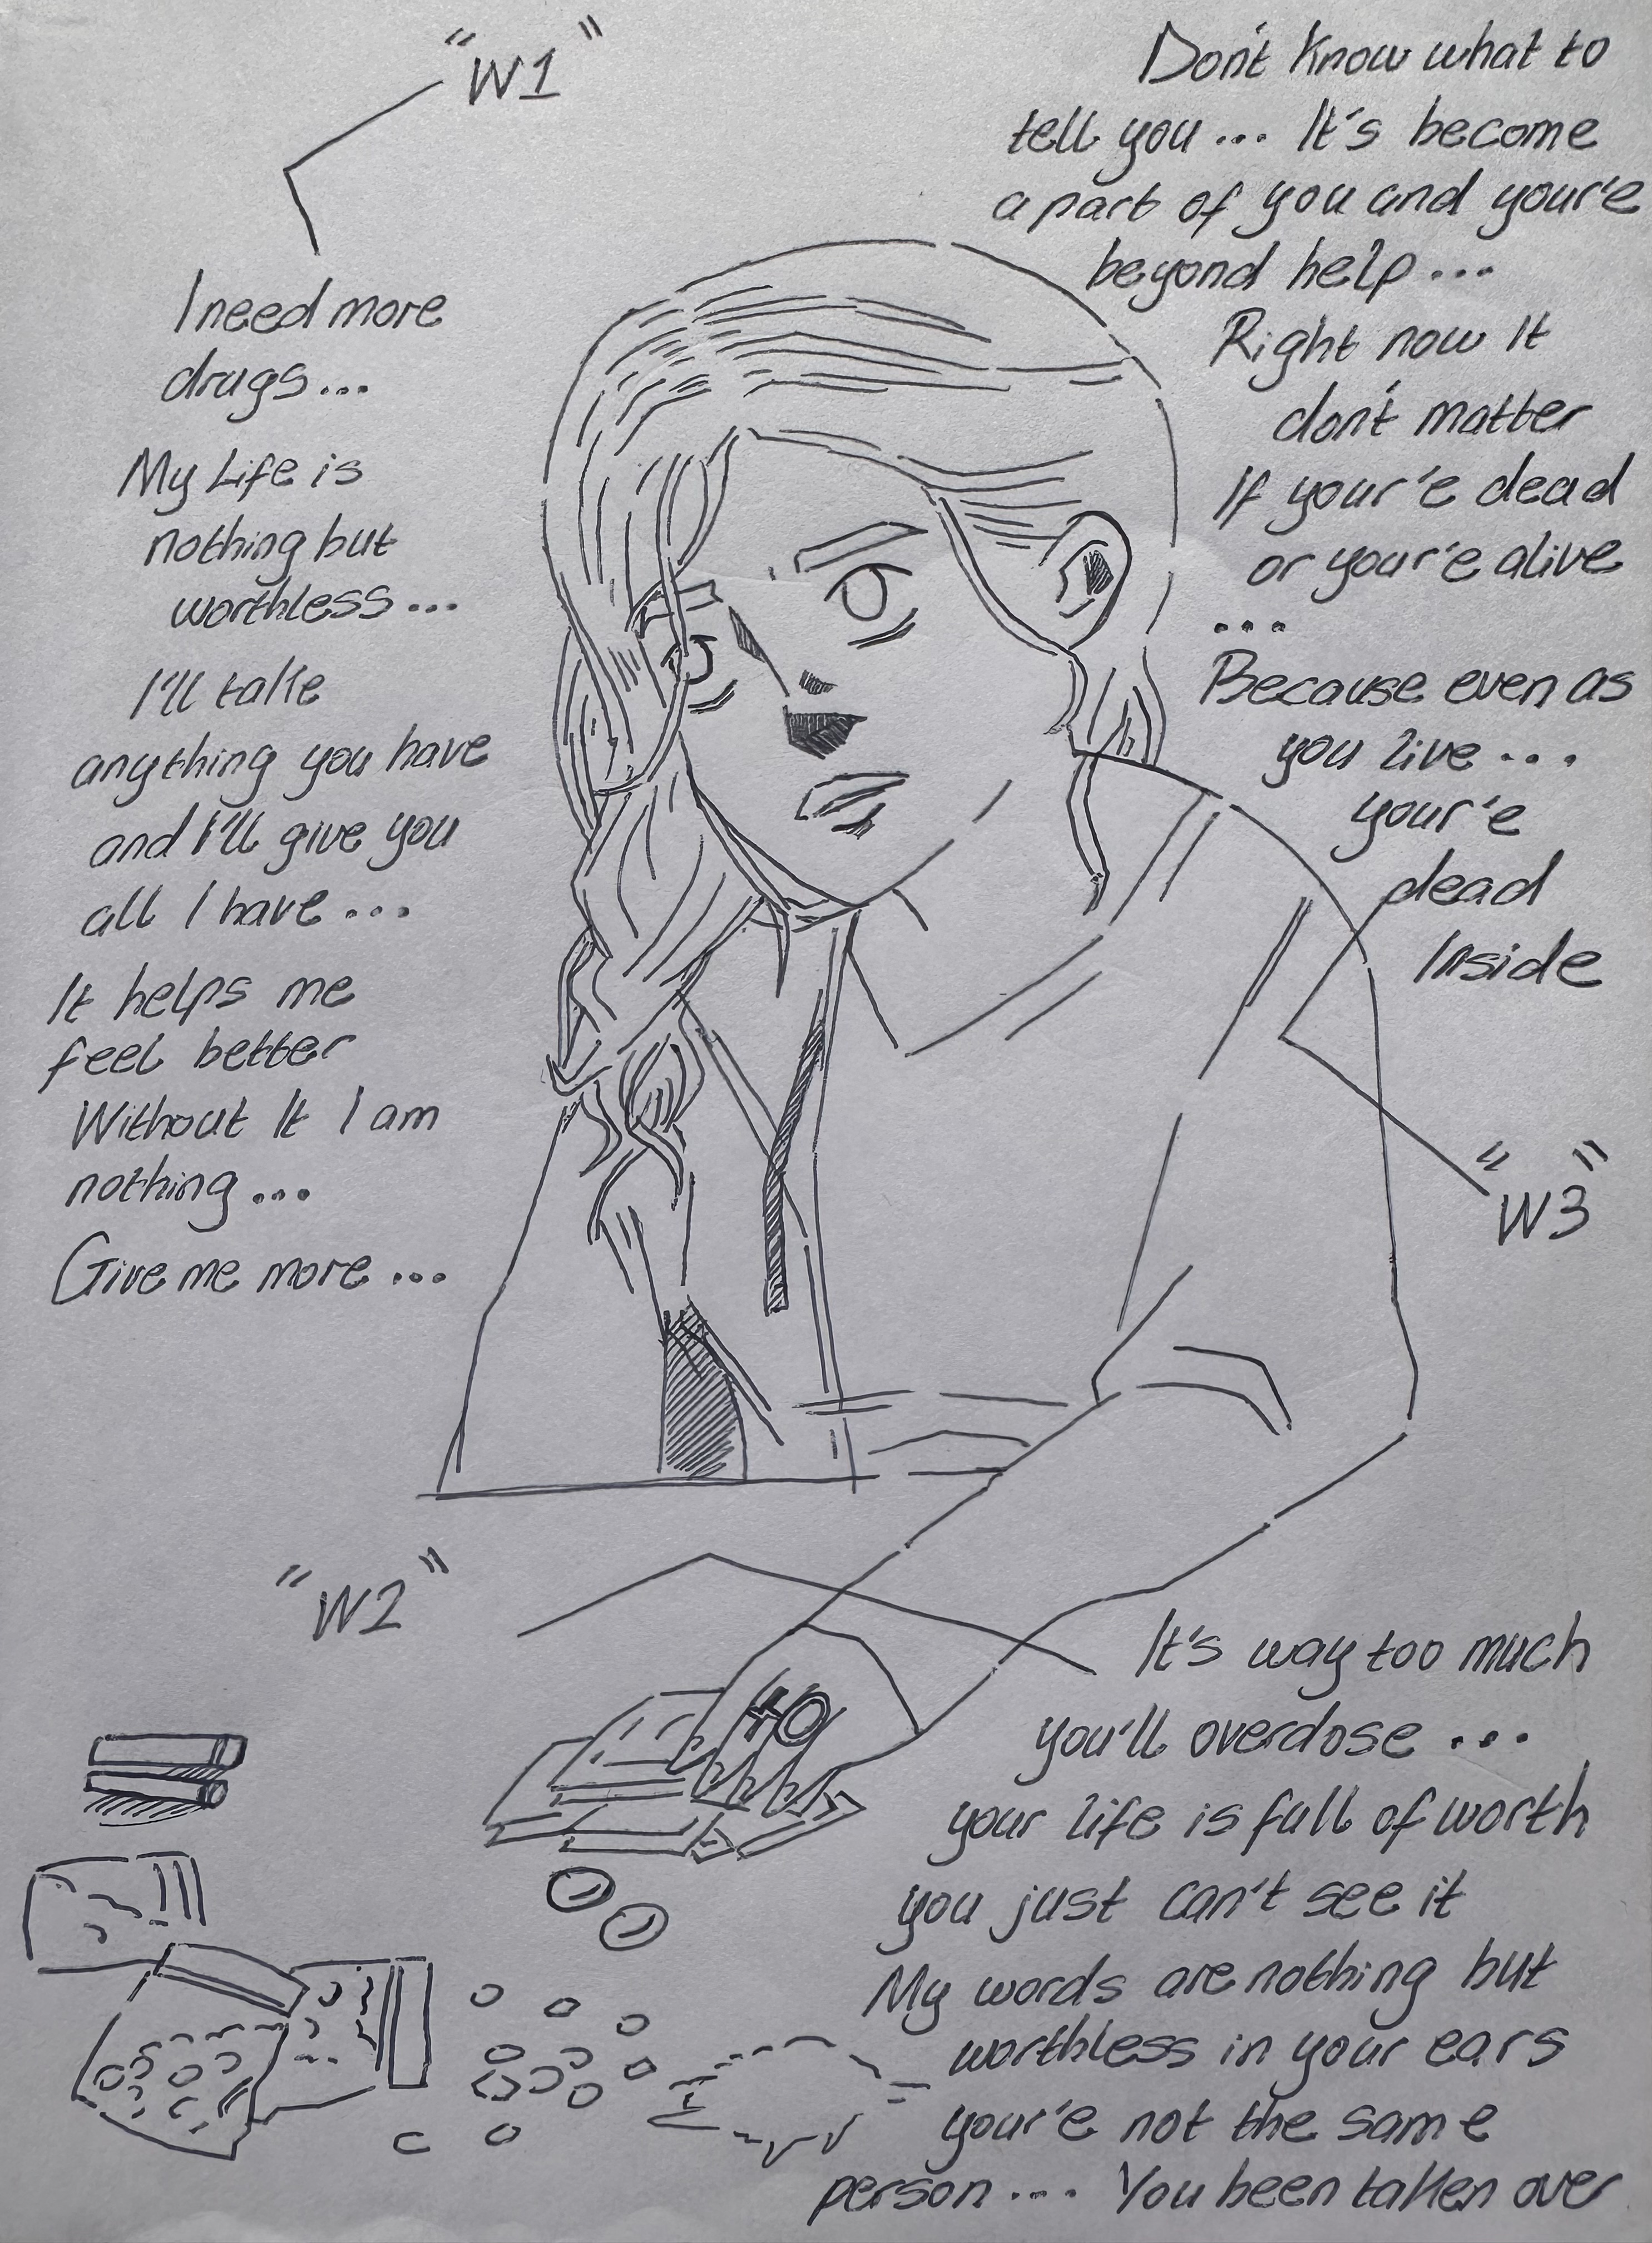 "W1"
I need more
drugs...
My Life is
nothing but
worthless...
I'll take
anything you have
and I'll give you
all I have...
It helps me
feel better
Without It I am
nothing...
Give me more...
"W2"
It's way too much
you'll overdose...
your life is full of worth
you just can't see it
My words are nothing but
worthless in your ears
your'e not the same
person... You been taken over
Don't Know what to
tell you... It's become
a part of you and your'e
beyond help...
Right now It
don't matter
If your'e dead
or your'e alive
...
Because even as
you live...
your'e
dead
Inside
"W3"